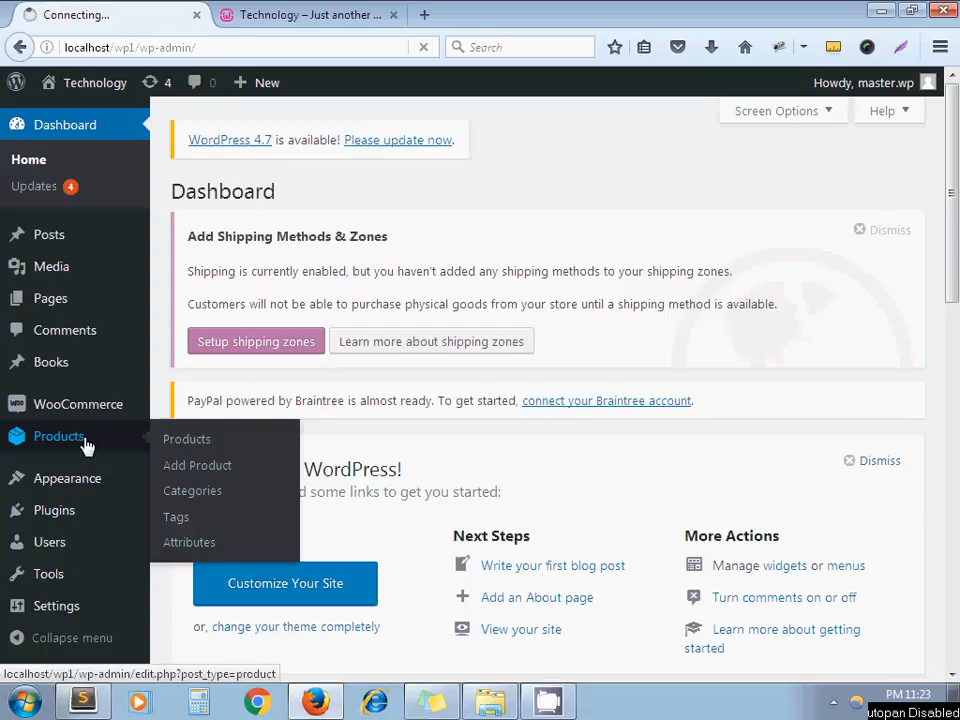 Connecting...
Technology – Just another ...
localhost/wp1/wp-admin/
Search
Technology
4
0
New
Howdy, master.wp
Dashboard
Screen Options
Help
Home
Updates 4
WordPress 4.7 is available! Please update now.
Dashboard
Posts
Media
Pages
Comments
Books
WooCommerce
Products
Appearance
Plugins
Users
Tools
Settings
Collapse menu
Add Shipping Methods & Zones
Dismiss
Shipping is currently enabled, but you haven't added any shipping methods to your shipping zones.
Customers will not be able to purchase physical goods from your store until a shipping method is available.
Setup shipping zones
Learn more about shipping zones
PayPal powered by Braintree is almost ready. To get started, connect your Braintree account.
Products
Add Product
Categories
Tags
Attributes
WordPress!
Dismiss
some links to get you started:
Customize Your Site
or, change your theme completely
Next Steps
Write your first blog post
Add an About page
View your site
More Actions
Manage widgets or menus
Turn comments on or off
Learn more about getting
started
localhost/wp1/wp-admin/edit.php?post_type=product
PM 11:23
utopan Disabled